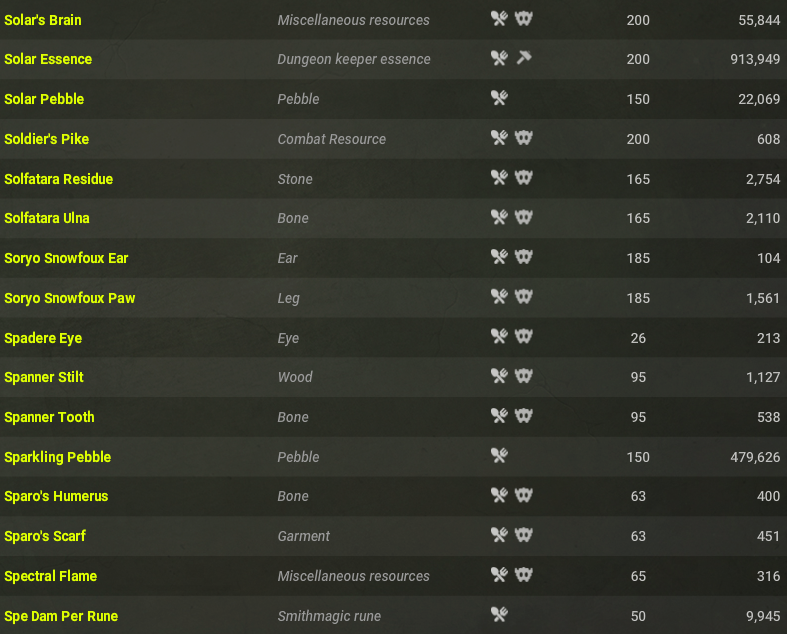 Solar's Brain Miscellaneous resources 200 55,844
Solar Essence Dungeon keeper essence 200 913,949
Solar Pebble Pebble 150 22,069
Soldier's Pike Combat Resource 200 608
Solfatara Residue Stone 165 2,754
Solfatara Ulna Bone 165 2,110
Soryo Snowfoux Ear Ear 185 104
Soryo Snowfoux Paw Leg 185 1,561
Spadere Eye Eye 26 213
Spanner Stilt Wood 95 1,127
Spanner Tooth Bone 95 538
Sparkling Pebble Pebble 150 479,626
Sparo's Humerus Bone 63 400
Sparo's Scarf Garment 63 451
Spectral Flame Miscellaneous resources 65 316
Spe Dam Per Rune Smithmagic rune 50 9,945